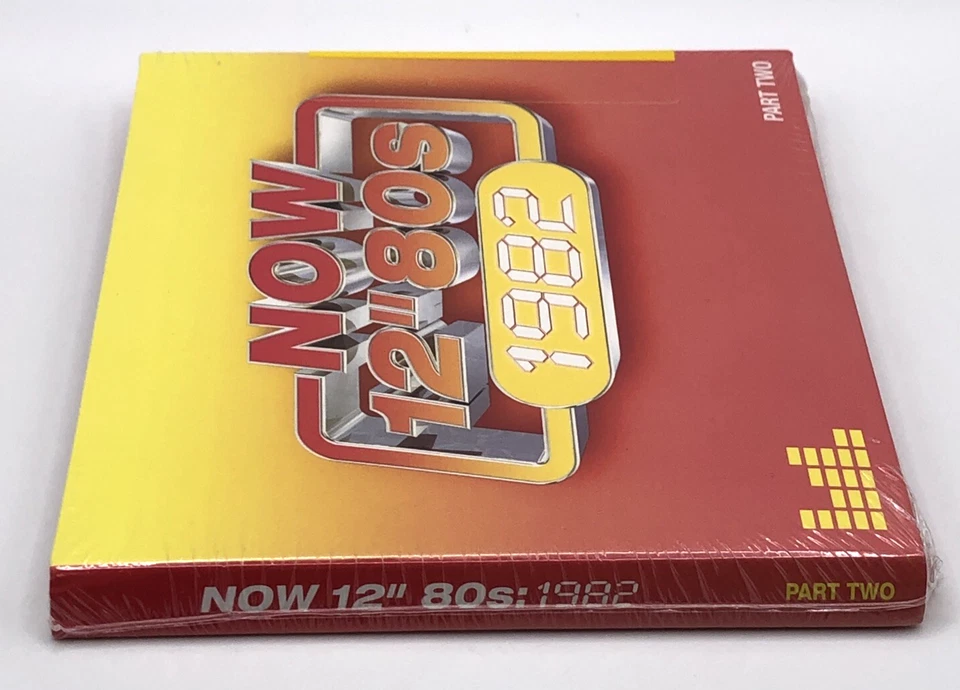 NOW
12" 80s
1982
PART TWO
NOW 12" 80s: 1982
PART TWO